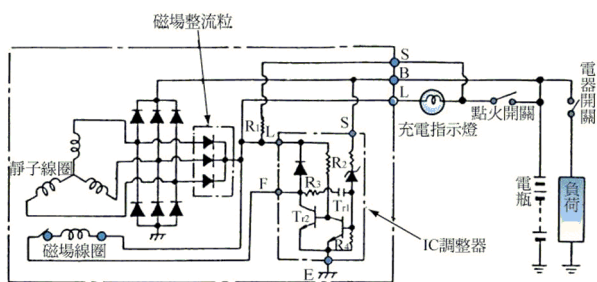 磁場整流粒
S
B
L
充電指示燈
點火開關
電器開關
靜子線圈
R1
L
S
R2
F
R3
Tr1
Tr2
R4
IC調整器
電瓶
負荷
磁場線圈
E